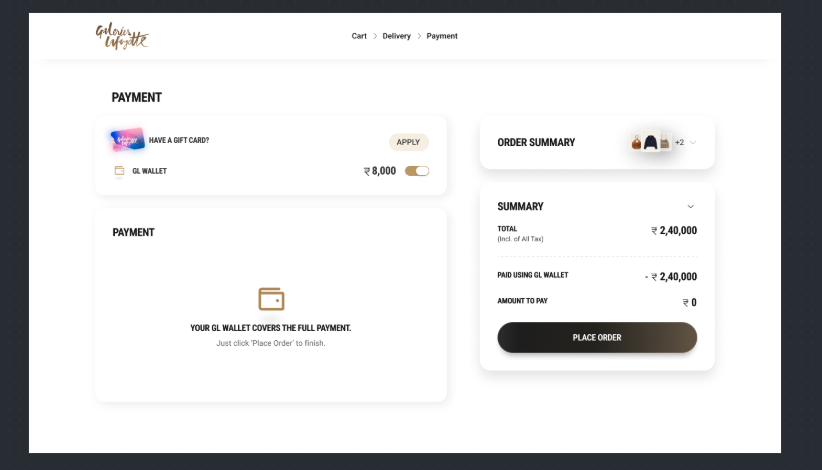 Galeries
Lafayette
Cart > Delivery > Payment
PAYMENT
HAVE A GIFT CARD?
APPLY
GL WALLET
₹ 8,000
PAYMENT
YOUR GL WALLET COVERS THE FULL PAYMENT.
Just click 'Place Order' to finish.
ORDER SUMMARY
+2
SUMMARY
TOTAL
(Incl. of All Tax)
₹ 2,40,000
PAID USING GL WALLET
- ₹ 2,40,000
AMOUNT TO PAY
₹ 0
PLACE ORDER